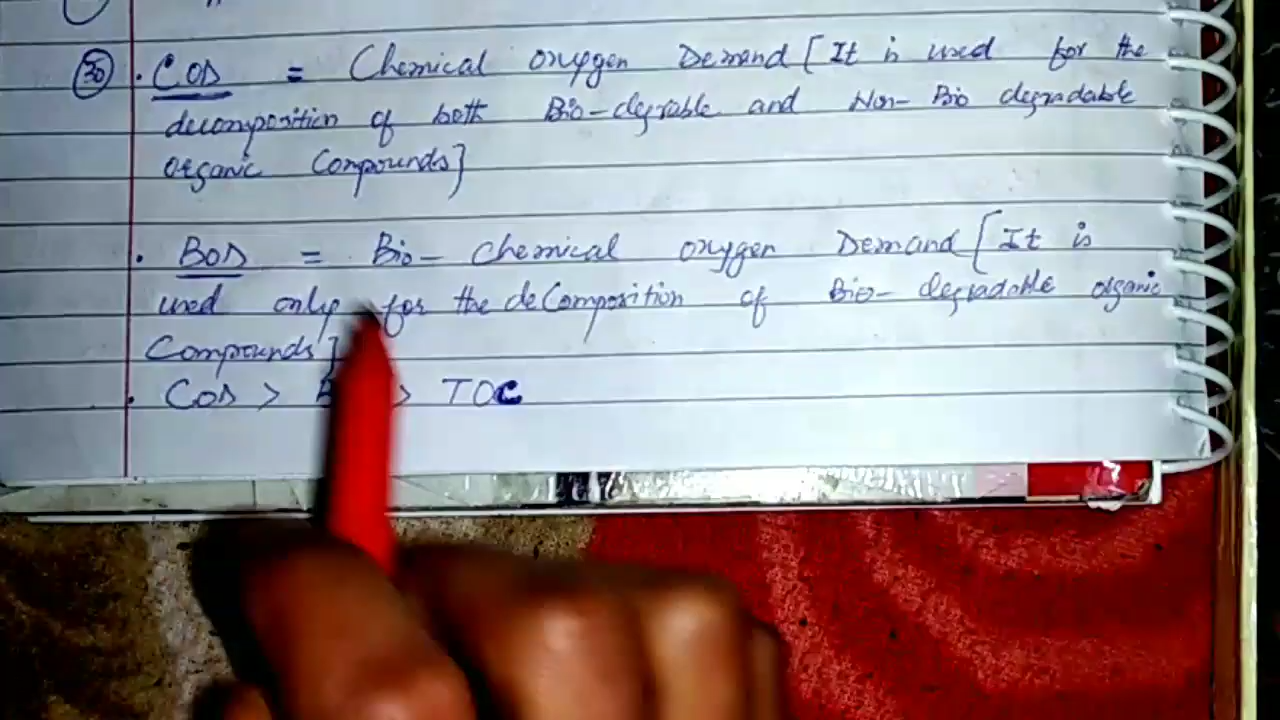 30 . COD = Chemical oxygen Demand [It is used for the
decomposition of both Bio-degrable and Non-Bio degradable
organic Compounds]
. BOD = Bio-Chemical oxygen Demand [It is
used only for the deComposition of Bio-degradable organic
Compounds]
. COD > > TOC